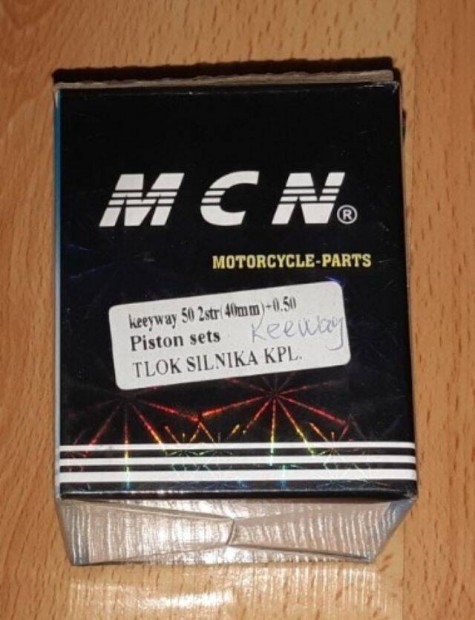 MCN®
MOTORCYCLE-PARTS
keeyway 50 2str(40mm)+0.50
Piston sets Keeway
TLOK SILNIKA KPL.